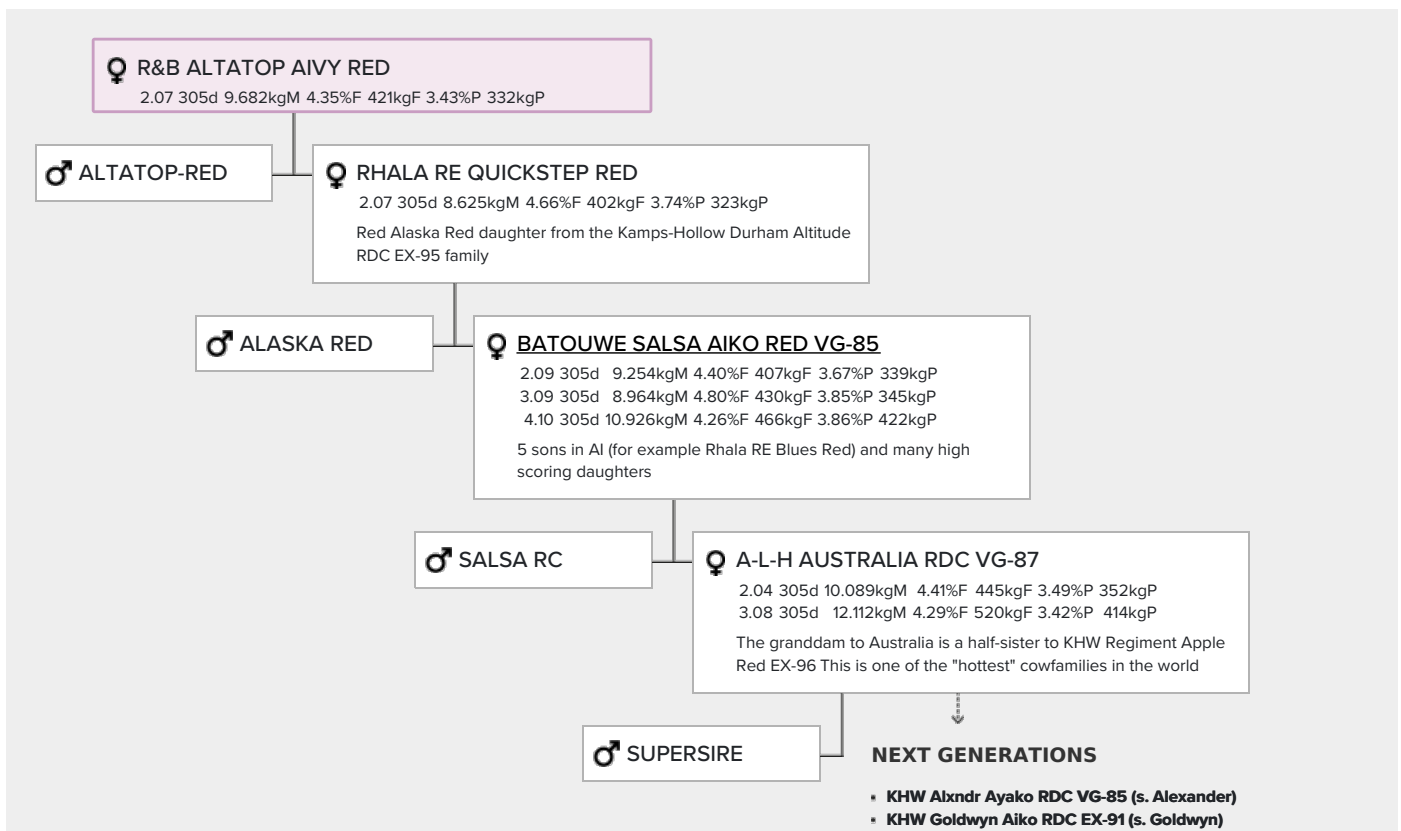 R&B ALTATOP AIVY RED
2.07 305d 9.682kgM 4.35%F 421kgF 3.43%P 332kgP
ALTATOP-RED
RHALA RE QUICKSTEP RED
2.07 305d 8.625kgM 4.66%F 402kgF 3.74%P 323kgP
Red Alaska Red daughter from the Kamps-Hollow Durham Altitude
RDC EX-95 family
ALASKA RED
BATOUWE SALSA AIKO RED VG-85
2.09 305d 9.254kgM 4.40%F 407kgF 3.67%P 339kgP
3.09 305d 8.964kgM 4.80%F 430kgF 3.85%P 345kgP
4.10 305d 10.926kgM 4.26%F 466kgF 3.86%P 422kgP
5 sons in AI (for example Rhala RE Blues Red) and many high
scoring daughters
SALSA RC
A-L-H AUSTRALIA RDC VG-87
2.04 305d 10.089kgM 4.41%F 445kgF 3.49%P 352kgP
3.08 305d 12.112kgM 4.29%F 520kgF 3.42%P 414kgP
The granddam to Australia is a half-sister to KHW Regiment Apple
Red EX-96 This is one of the "hottest" cowfamilies in the world
SUPERSIRE
NEXT GENERATIONS
▪ KHW Alxndr Ayako RDC VG-85 (s. Alexander)
▪ KHW Goldwyn Aiko RDC EX-91 (s. Goldwyn)